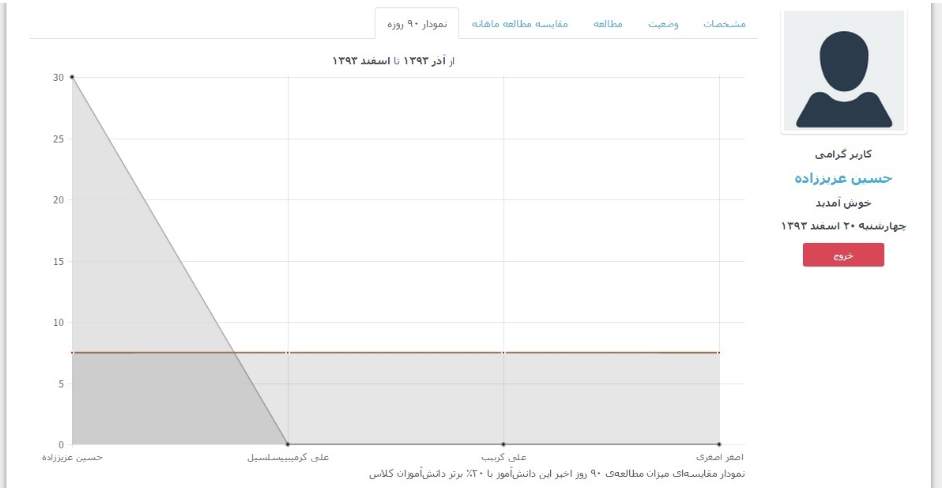 مشخصات
وضعیت
مطالعه
مقایسه مطالعه ماهانه
نمودار ۹۰ روزه
کاربر گرامی
حسین عزیززاده
خوش آمدید
چهارشنبه ۲۰ اسفند ۱۳۹۳
خروج
از آذر ۱۳۹۳ تا اسفند ۱۳۹۳
30
25
20
15
10
5
0
اصغر اصغری
علی کریبب
علی کرمیبیبسلسیل
حسین عزیززاده
نمودار مقایسه‌ای میزان مطالعه‌ی ۹۰ روز اخیر این دانش‌آموز با ۲۰٪ برتر دانش‌آموزان کلاس